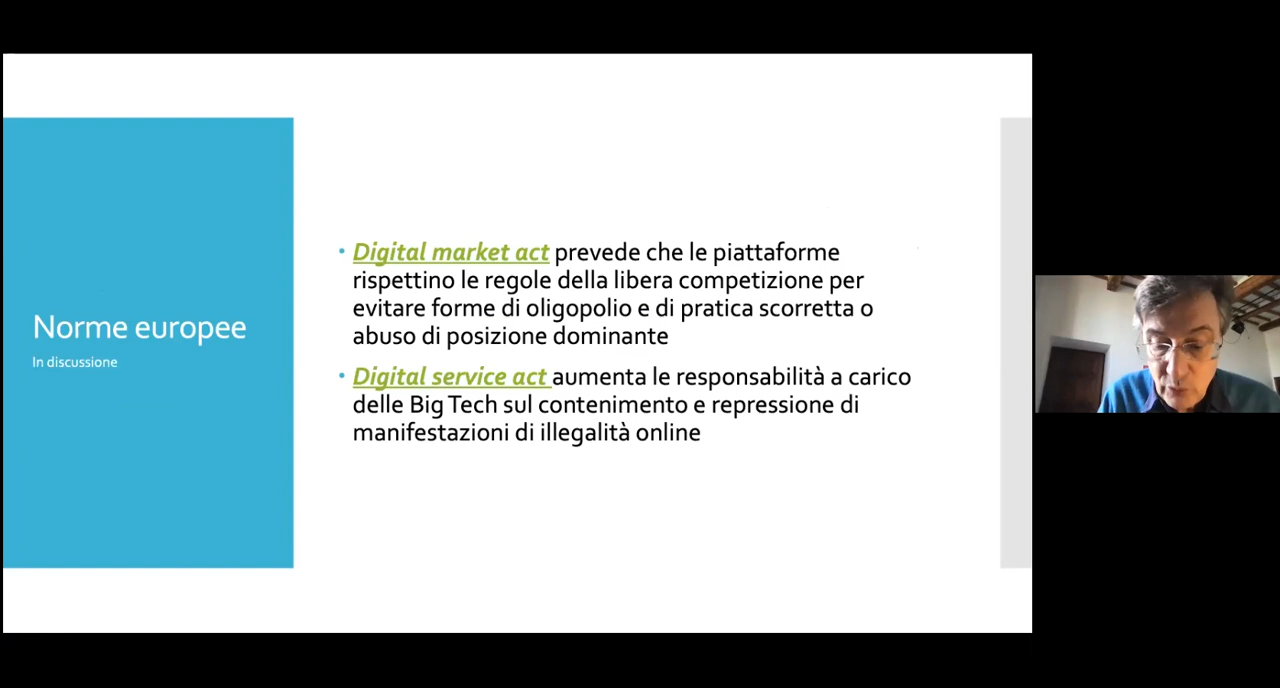 Norme europee
In discussione
• Digital market act prevede che le piattaforme
rispettino le regole della libera competizione per
evitare forme di oligopolio e di pratica scorretta o
abuso di posizione dominante
• Digital service act aumenta le responsabilità a carico
delle Big Tech sul contenimento e repressione di
manifestazioni di illegalità online